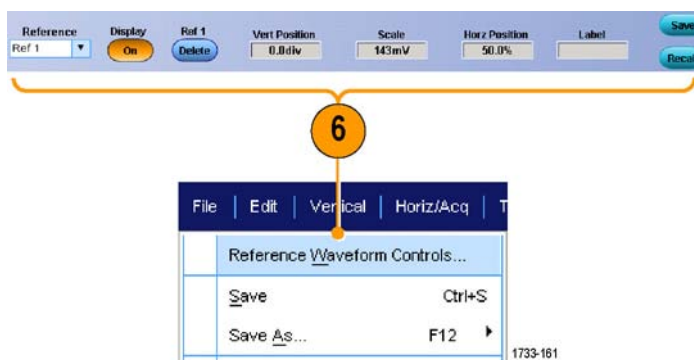 Reference Display Ref 1 Vert Position Scale Horz Position Label Save
Ref 1 On Delete 0.0div 143mV 50.0% Recall
6
File Edit Vertical Horiz/Acq T
Reference Waveform Controls...
Save Ctrl+S
Save As... F12
1733-161